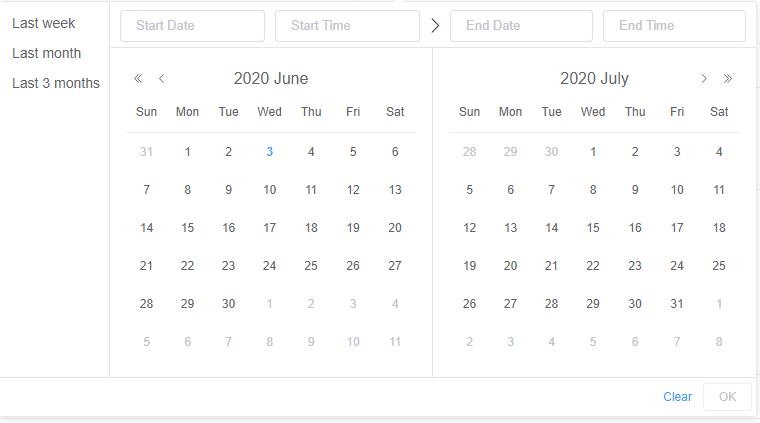 Last week
Last month
Last 3 months
Start Date Start Time End Date End Time
2020 June
Sun Mon Tue Wed Thu Fri Sat
31 1 2 3 4 5 6
7 8 9 10 11 12 13
14 15 16 17 18 19 20
21 22 23 24 25 26 27
28 29 30 1 2 3 4
5 6 7 8 9 10 11
2020 July
Sun Mon Tue Wed Thu Fri Sat
28 29 30 1 2 3 4
5 6 7 8 9 10 11
12 13 14 15 16 17 18
19 20 21 22 23 24 25
26 27 28 29 30 31 1
2 3 4 5 6 7 8
Clear OK